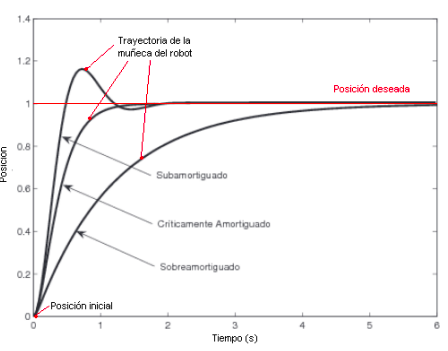 1.4
1.2
1
0.8
0.6
0.4
0.2
0
Posicion
Trayectoria de la
muñeca del robot
Posición deseada
Subamortiguado
Críticamente Amortiguado
Sobreamortiguado
Posición inicial
0 1 2 3 4 5 6
Tiempo (s)